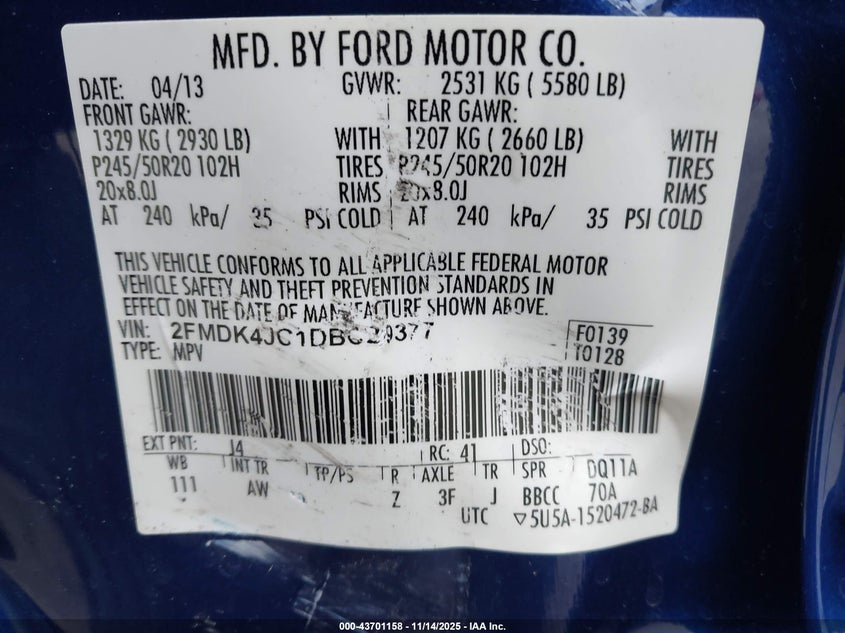 MFD. BY FORD MOTOR CO.
DATE: 04/13 GVWR: 2531 KG ( 5580 LB)
FRONT GAWR: REAR GAWR:
1329 KG ( 2930 LB) WITH 1207 KG ( 2660 LB) WITH
P245/50R20 102H TIRES P245/50R20 102H TIRES
20x8.0J RIMS 20x8.0J RIMS
AT 240 kPa/ 35 PSI COLD AT 240 kPa/ 35 PSI COLD
THIS VEHICLE CONFORMS TO ALL APPLICABLE FEDERAL MOTOR
VEHICLE SAFETY AND THEFT PREVENTION STANDARDS IN
EFFECT ON THE DATE OF MANUFACTURE SHOWN ABOVE.
VIN: F0139
TYPE: MPV T0128
EXT PNT: J4 RC: 41 DSO:
WB INT TR TP/PS R AXLE TR SPR DQ11A
111 AW Z 3F J BBCC 70A
UTC ▽5U5A-1520472-BA
000-43701158 | 11/14/2025 | IAA Inc.